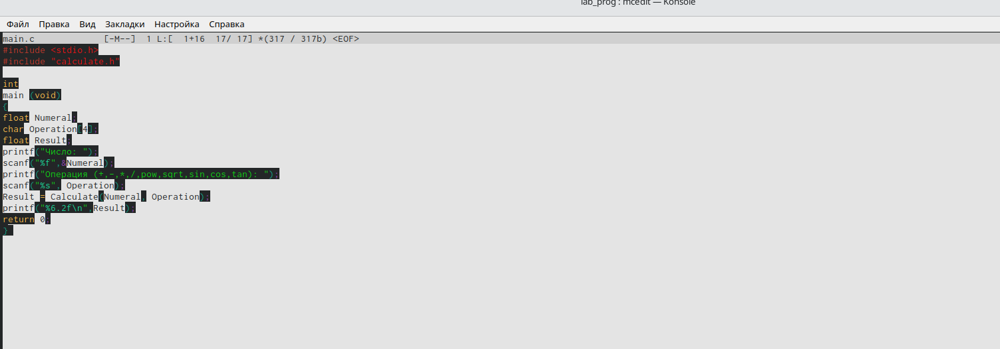 lab_prog : mcedit — Konsole
Файл Правка Вид Закладки Настройка Справка
main.c [-M--] 1 L:[ 1+16 17/ 17] *(317 / 317b) <EOF>
#include <stdio.h>
#include "calculate.h"
int
main (void)
{
float Numeral;
char Operation[4];
float Result;
printf("Число: ");
scanf("%f",&Numeral);
printf("Операция (+,-,*,/,pow,sqrt,sin,cos,tan): ");
scanf("%s", Operation);
Result = Calculate(Numeral, Operation);
printf("%6.2f\n",Result);
return 0;
}